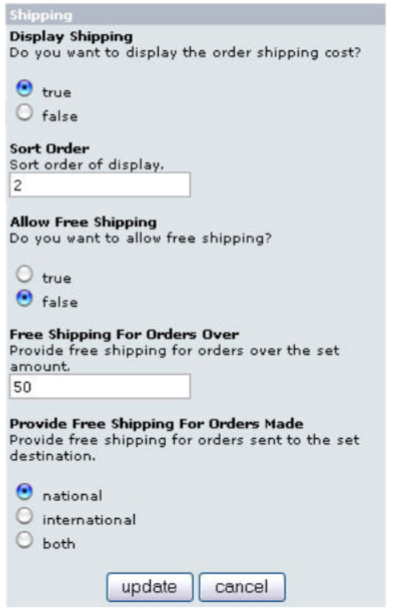 Shipping
Display Shipping
Do you want to display the order shipping cost?
true
false
Sort Order
Sort order of display.
2
Allow Free Shipping
Do you want to allow free shipping?
true
false
Free Shipping For Orders Over
Provide free shipping for orders over the set
amount.
50
Provide Free Shipping For Orders Made
Provide free shipping for orders sent to the set
destination.
national
international
both
update cancel